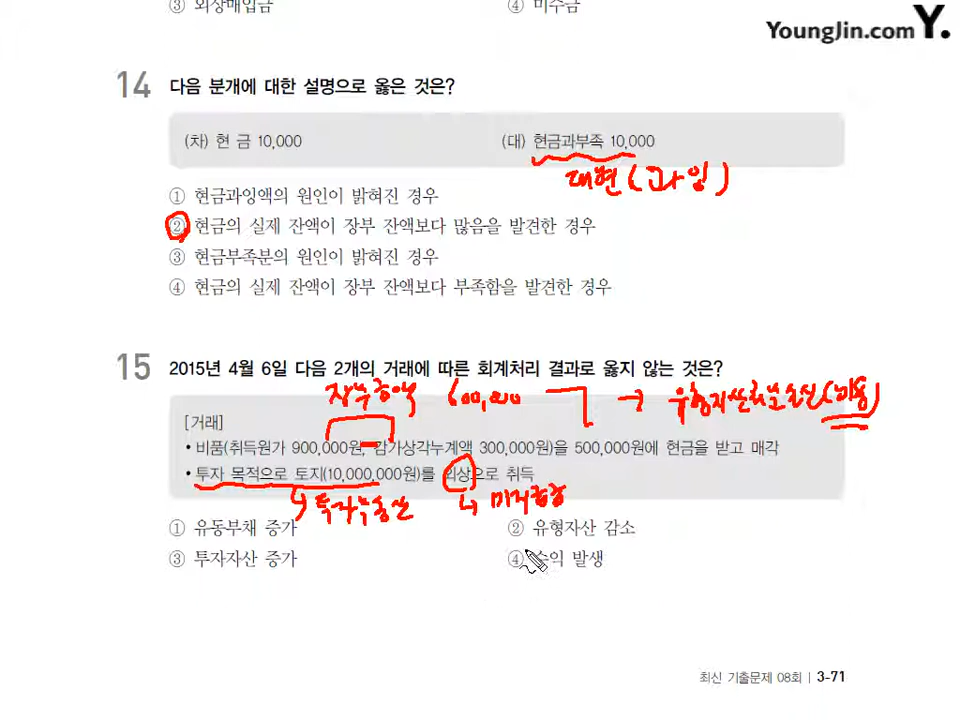 ③ 외상매입금 ④ 미수금
YoungJin.com Y.
14 다음 분개에 대한 설명으로 옳은 것은?
(차) 현 금 10,000 (대) 현금과부족 10,000
대변(과잉)
① 현금과잉액의 원인이 밝혀진 경우
② 현금의 실제 잔액이 장부 잔액보다 많음을 발견한 경우
③ 현금부족분의 원인이 밝혀진 경우
④ 현금의 실제 잔액이 장부 잔액보다 부족함을 발견한 경우
15 2015년 4월 6일 다음 2개의 거래에 따른 회계처리 결과로 옳지 않는 것은?
장부금액 600,000 → 유형자산처분손실(비용)
[거래]
• 비품(취득원가 900,000원, 감가상각누계액 300,000원)을 500,000원에 현금을 받고 매각
• 투자 목적으로 토지(10,000,000원)를 외상으로 취득
투자부동산 미지급금
① 유동부채 증가 ② 유형자산 감소
③ 투자자산 증가 ④ 수익 발생
최신 기출문제 08회 | 3-71